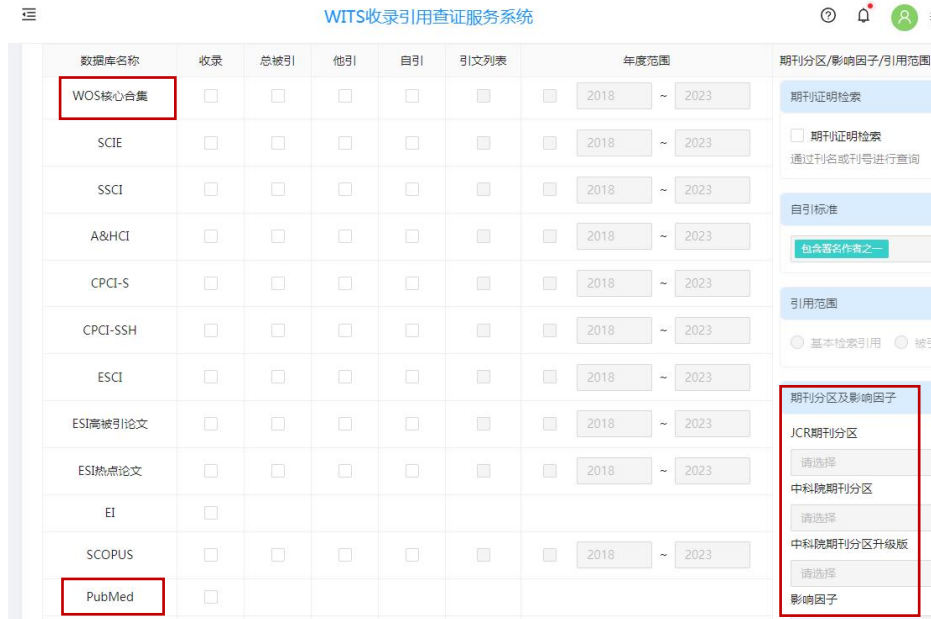 WITS收录引用查证服务系统
数据库名称 收录 总被引 他引 自引 引文列表 年度范围 期刊分区/影响因子/引用范围
WOS核心合集 2018 ~ 2023
SCIE 2018 ~ 2023
SSCI 2018 ~ 2023
A&HCI 2018 ~ 2023
CPCI-S 2018 ~ 2023
CPCI-SSH 2018 ~ 2023
ESCI 2018 ~ 2023
ESI高被引论文 2018 ~ 2023
ESI热点论文 2018 ~ 2023
EI
SCOPUS 2018 ~ 2023
PubMed
期刊证明检索
期刊证明检索
通过刊名或刊号进行查询
自引标准
包含署名作者之一
引用范围
基本检索引用
期刊分区及影响因子
JCR期刊分区
请选择
中科院期刊分区
请选择
中科院期刊分区升级版
请选择
影响因子